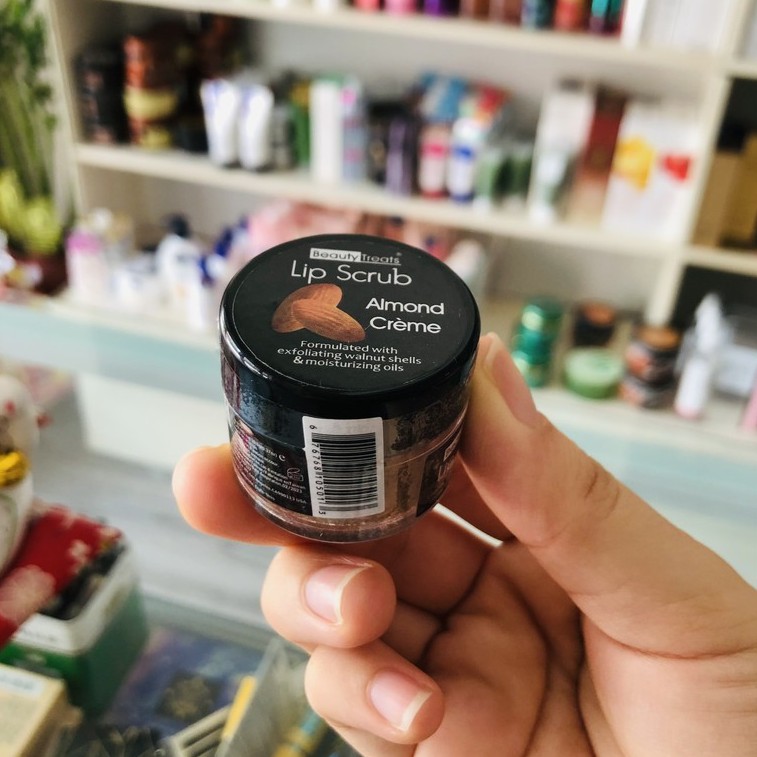 Beauty Treats®
Lip Scrub
Almond
Crème
Formulated with
exfoliating walnut shells
& moisturizing oils